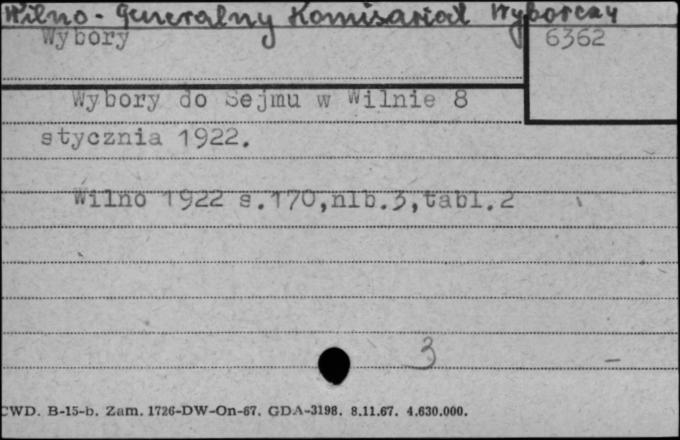 Wilno - Generalny Komisariat Wyborczy
Wybory
6362
Wybory do Sejmu w Wilnie 8
stycznia 1922.
Wilno 1922 s.170,nlb.3,tabl.2
3
CWD. B-15-b. Zam. 1726-DW-On-67. GDA-3198. 8.11.67. 4.630.000.